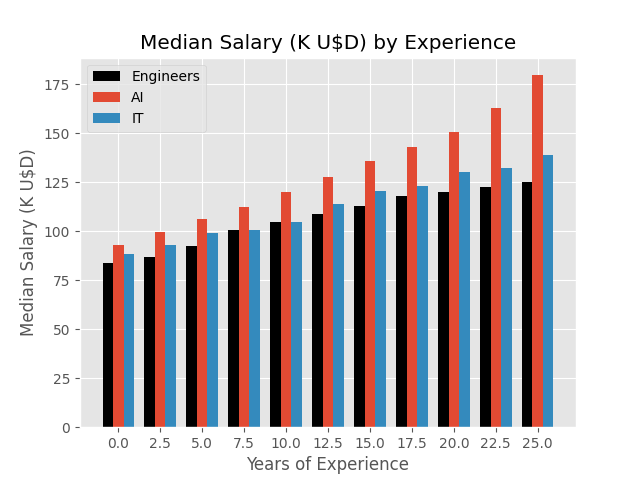 Median Salary (K U$D) by Experience
Engineers
AI
IT
175
150
125
100
75
50
25
0
Median Salary (K U$D)
0.0 2.5 5.0 7.5 10.0 12.5 15.0 17.5 20.0 22.5 25.0
Years of Experience